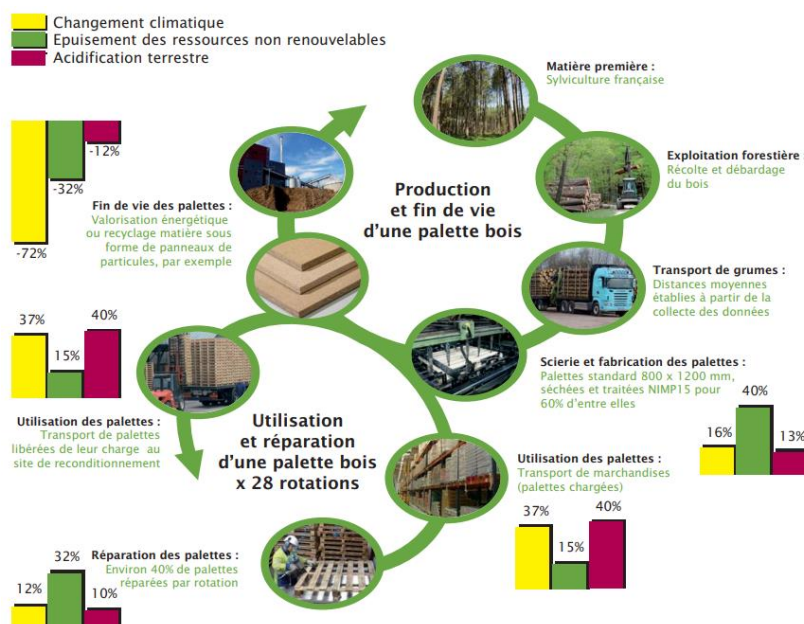 Changement climatique
Epuisement des ressources non renouvelables
Acidification terrestre
Matière première :
Sylviculture française
Exploitation forestière :
Récolte et débardage
du bois
Production
et fin de vie
d'une palette bois
-12%
-32%
-72%
Fin de vie des palettes :
Valorisation énergétique
ou recyclage matière sous
forme de panneaux de
particules, par exemple
Transport de grumes :
Distances moyennes
établies à partir de la
collecte des données
Scierie et fabrication des palettes :
Palettes standard 800 x 1200 mm,
séchées et traitées NIMP15 pour
60% d'entre elles
16%
40%
13%
37%
15%
40%
Utilisation des palettes :
Transport de palettes
libérées de leur charge au
site de reconditionnement
Utilisation
et réparation
d'une palette bois
x 28 rotations
Utilisation des palettes :
Transport de marchandises
(palettes chargées)
37%
15%
40%
Réparation des palettes :
Environ 40% de palettes
réparées par rotation
12%
32%
10%